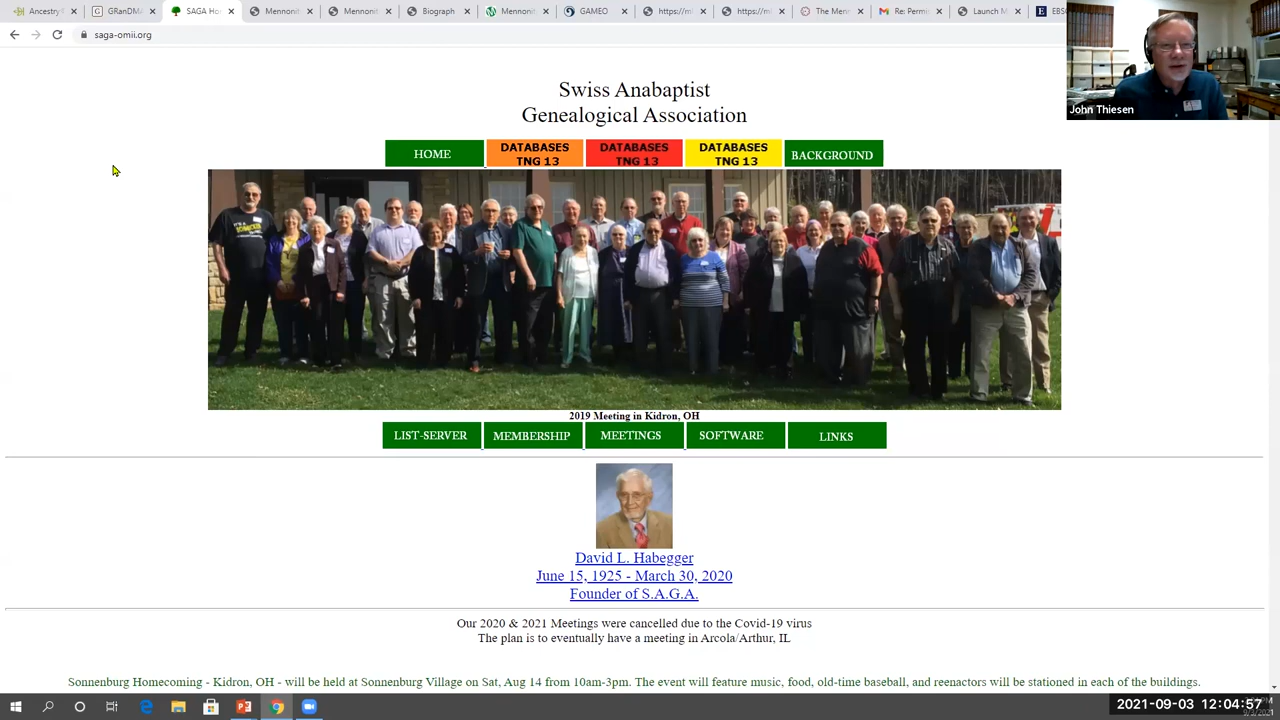 Ancestry
GRanDMA
SAGA Ho
Mennonit
Mennonit
Biograph
Mennonit
GAMEO
https://ml
https://ml
The Men
Re: Permi
Launch M
EBS
saga-omii.org
John Thiesen
Swiss Anabaptist
Genealogical Association
HOME
DATABASES
TNG 13
DATABASES
TNG 13
DATABASES
TNG 13
BACKGROUND
2019 Meeting in Kidron, OH
LIST-SERVER
MEMBERSHIP
MEETINGS
SOFTWARE
LINKS
David L. Habegger
June 15, 1925 - March 30, 2020
Founder of S.A.G.A.
Our 2020 & 2021 Meetings were cancelled due to the Covid-19 virus
The plan is to eventually have a meeting in Arcola/Arthur, IL
Sonnenburg Homecoming - Kidron, OH - will be held at Sonnenburg Village on Sat, Aug 14 from 10am-3pm. The event will feature music, food, old-time baseball, and reenactors will be stationed in each of the buildings.
2021-09-03 12:04:57